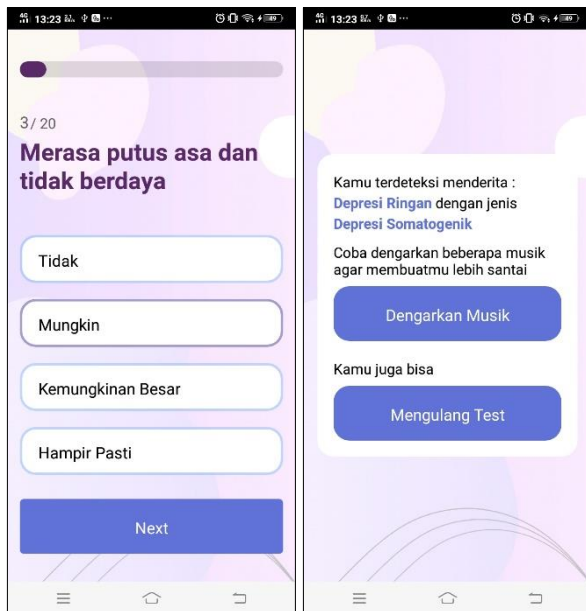 13:23
3/ 20
Merasa putus asa dan
tidak berdaya
Tidak
Mungkin
Kemungkinan Besar
Hampir Pasti
Next
13:23
Kamu terdeteksi menderita :
Depresi Ringan dengan jenis
Depresi Somatogenik
Coba dengarkan beberapa musik
agar membuatmu lebih santai
Dengarkan Musik
Kamu juga bisa
Mengulang Test